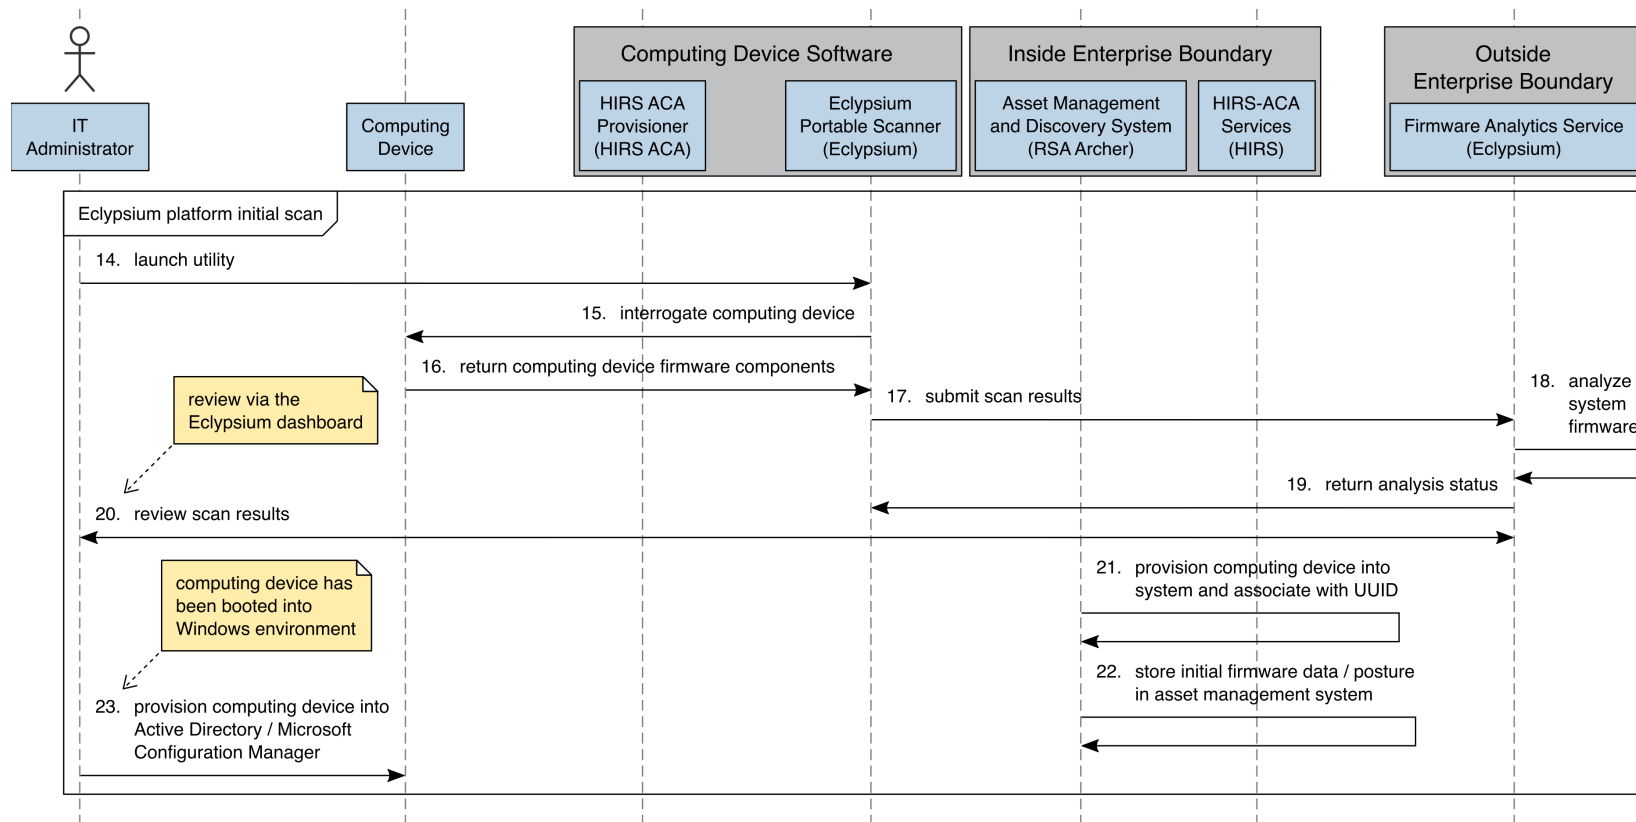 Computing Device Software
Inside Enterprise Boundary
Outside
Enterprise Boundary
IT
Administrator
Computing
Device
HIRS ACA
Provisioner
(HIRS ACA)
Eclypsium
Portable Scanner
(Eclypsium)
Asset Management
and Discovery System
(RSA Archer)
HIRS-ACA
Services
(HIRS)
Firmware Analytics Service
(Eclypsium)
Eclypsium platform initial scan
14. launch utility
15. interrogate computing device
16. return computing device firmware components
17. submit scan results
18. analyze
system
firmware
review via the
Eclypsium dashboard
19. return analysis status
20. review scan results
computing device has
been booted into
Windows environment
21. provision computing device into
system and associate with UUID
22. store initial firmware data / posture
in asset management system
23. provision computing device into
Active Directory / Microsoft
Configuration Manager